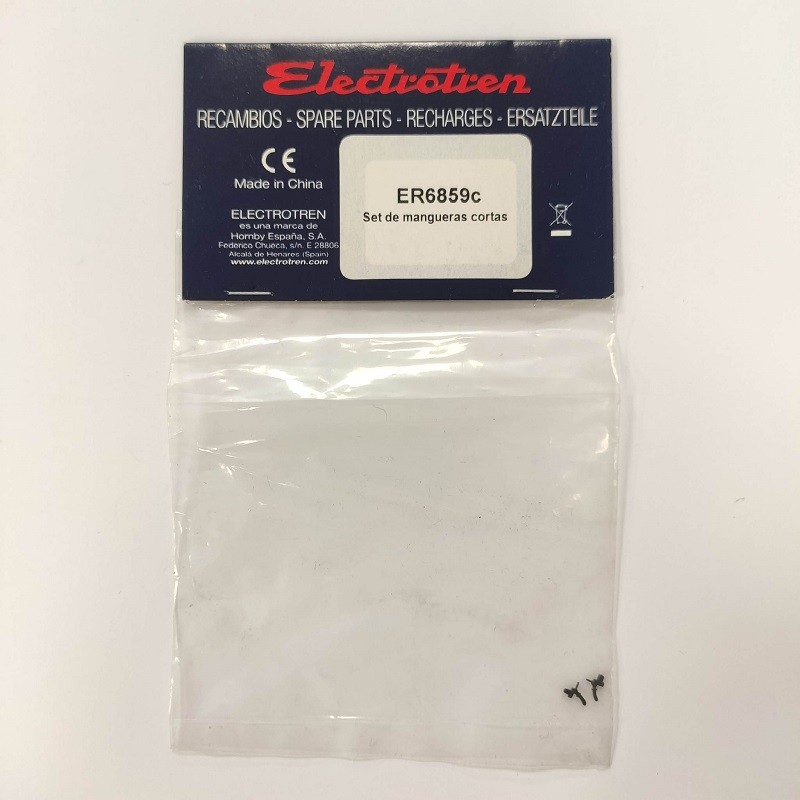 Electrotren
RECAMBIOS - SPARE PARTS - RECHARGES - ERSATZTEILE
CE
Made in China
ELECTROTREN
es una marca de
Hornby España, S.A.
Federico Chueca, s/n. E 28806
Alcalá de Henares (Spain)
www.electrotren.com
ER6859c
Set de mangueras cortas